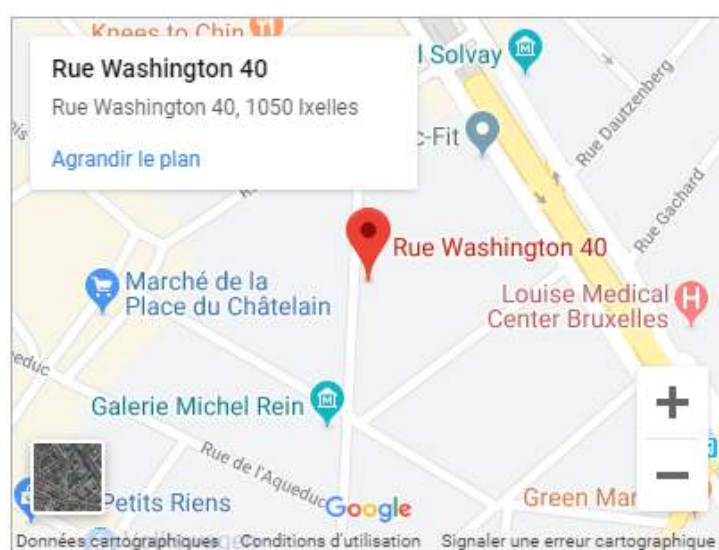 Knees to Chin
Rue Washington 40
Rue Washington 40, 1050 Ixelles
Agrandir le plan
Solvay
c-Fit
Rue Dautzenberg
Rue Gachard
Rue Washington 40
Marché de la
Place du Châtelain
Louise Medical
Center Bruxelles
H
educ
Galerie Michel Rein
Rue de l'Aqueduc
+
−
Petits Riens
Google
Green Mar
Données cartographiques Conditions d'utilisation Signaler une erreur cartographique